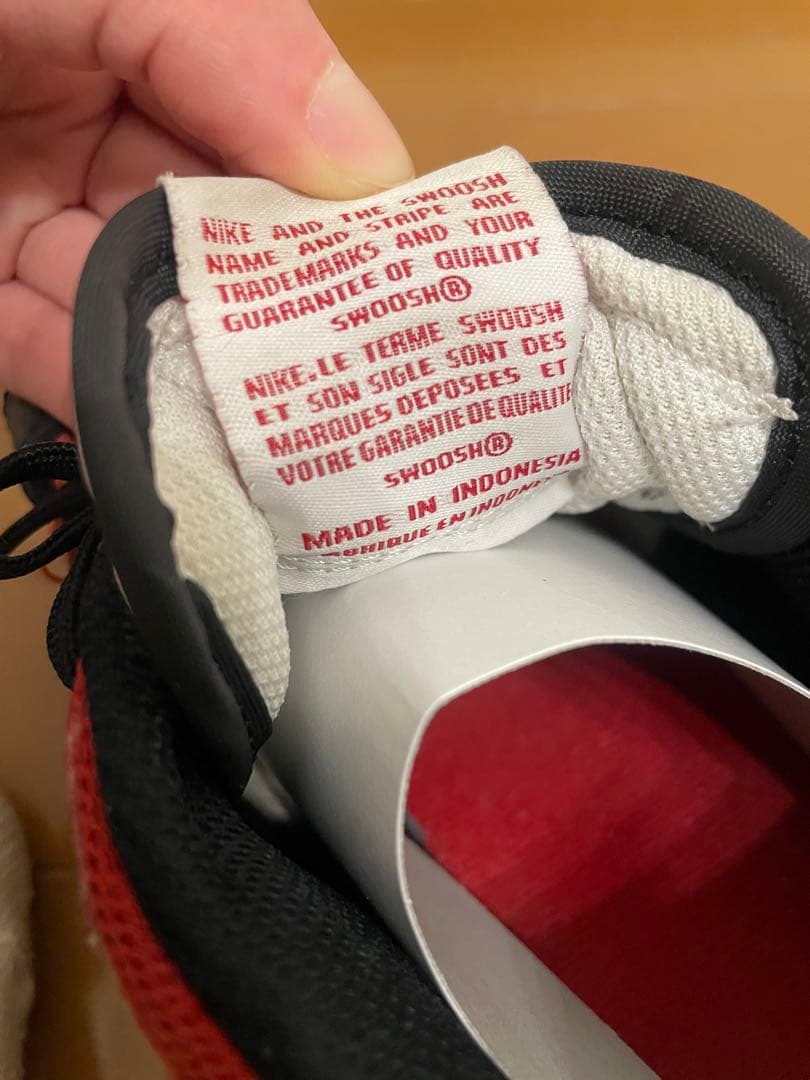 NIKE AND THE SWOOSH
NAME AND STRIPE ARE
TRADEMARKS AND YOUR
GUARANTEE OF QUALITY
SWOOSH®
NIKE, LE TERME SWOOSH
ET SON SIGLE SONT DES
MARQUES DEPOSEES ET
VOTRE GARANTIE DE QUALITE
SWOOSH®
MADE IN INDONESIA
EN